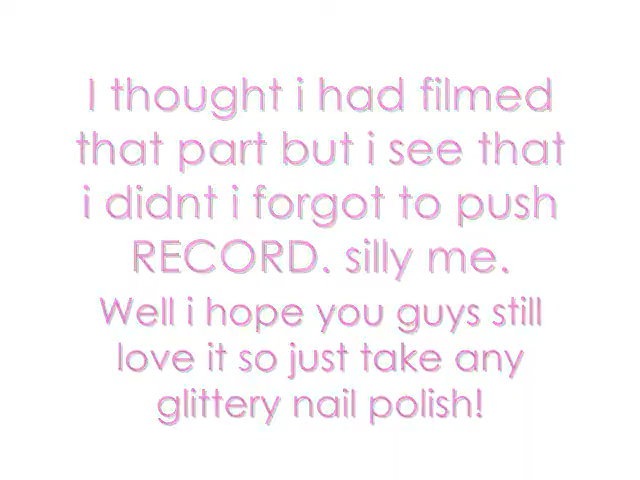 I thought i had filmed
that part but i see that
i didnt i forgot to push
RECORD. silly me.
Well i hope you guys still
love it so just take any
glittery nail polish!